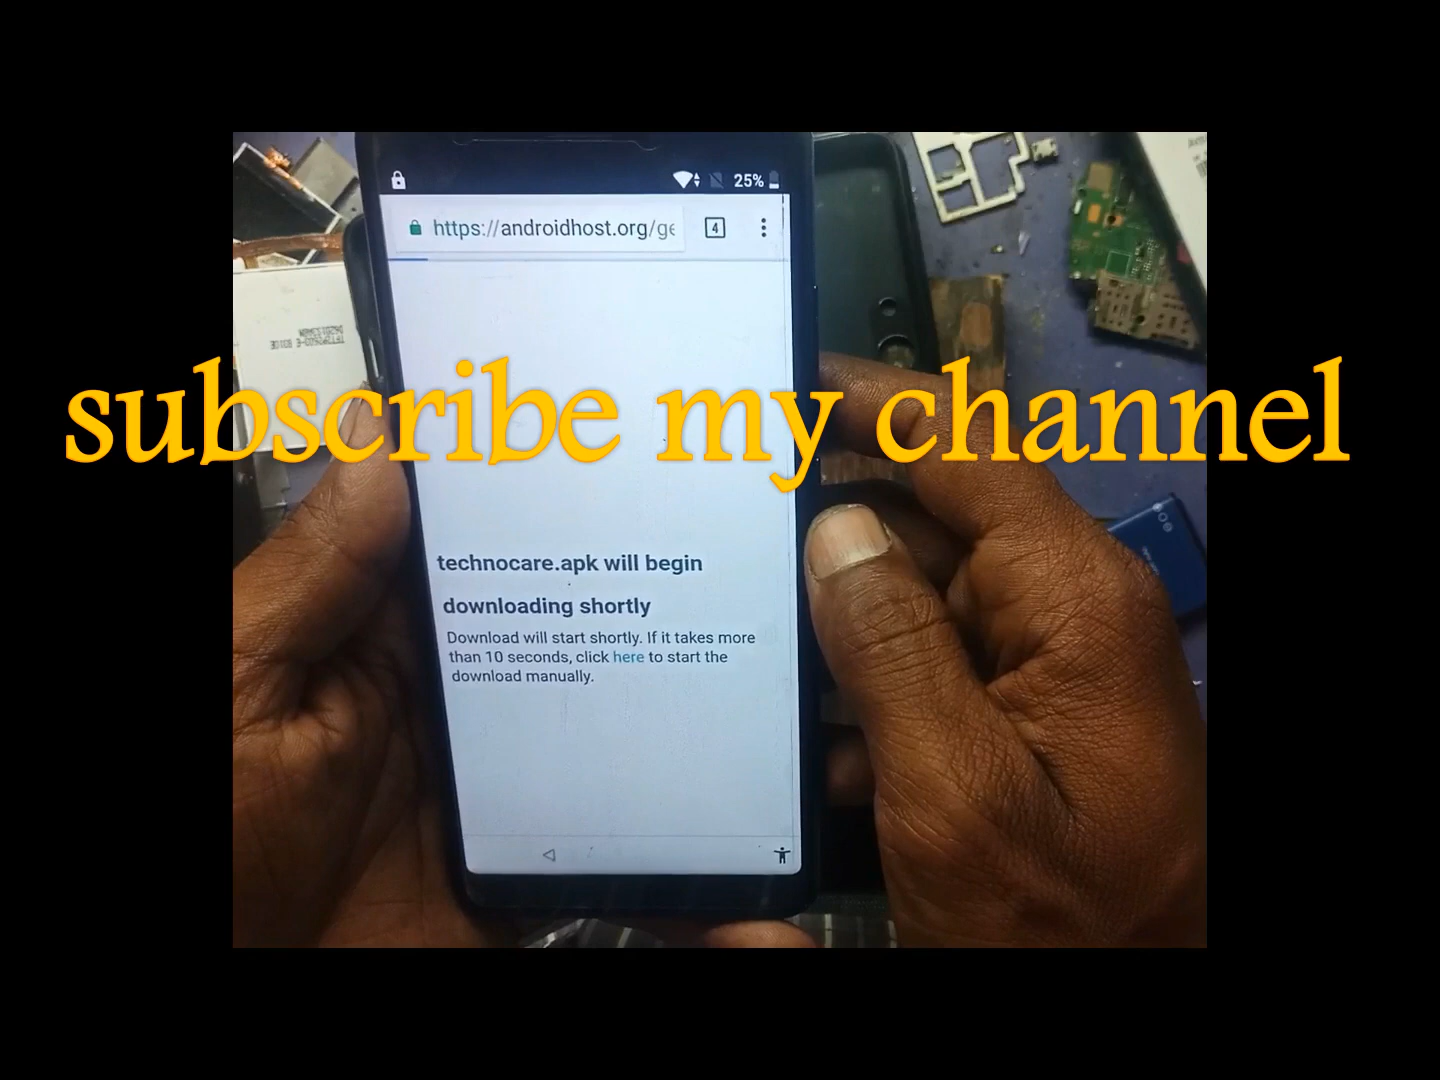 25%
https://androidhost.org/ge
4
subscribe my channel
technocare.apk will begin
downloading shortly
Download will start shortly. If it takes more
than 10 seconds, click here to start the
download manually.